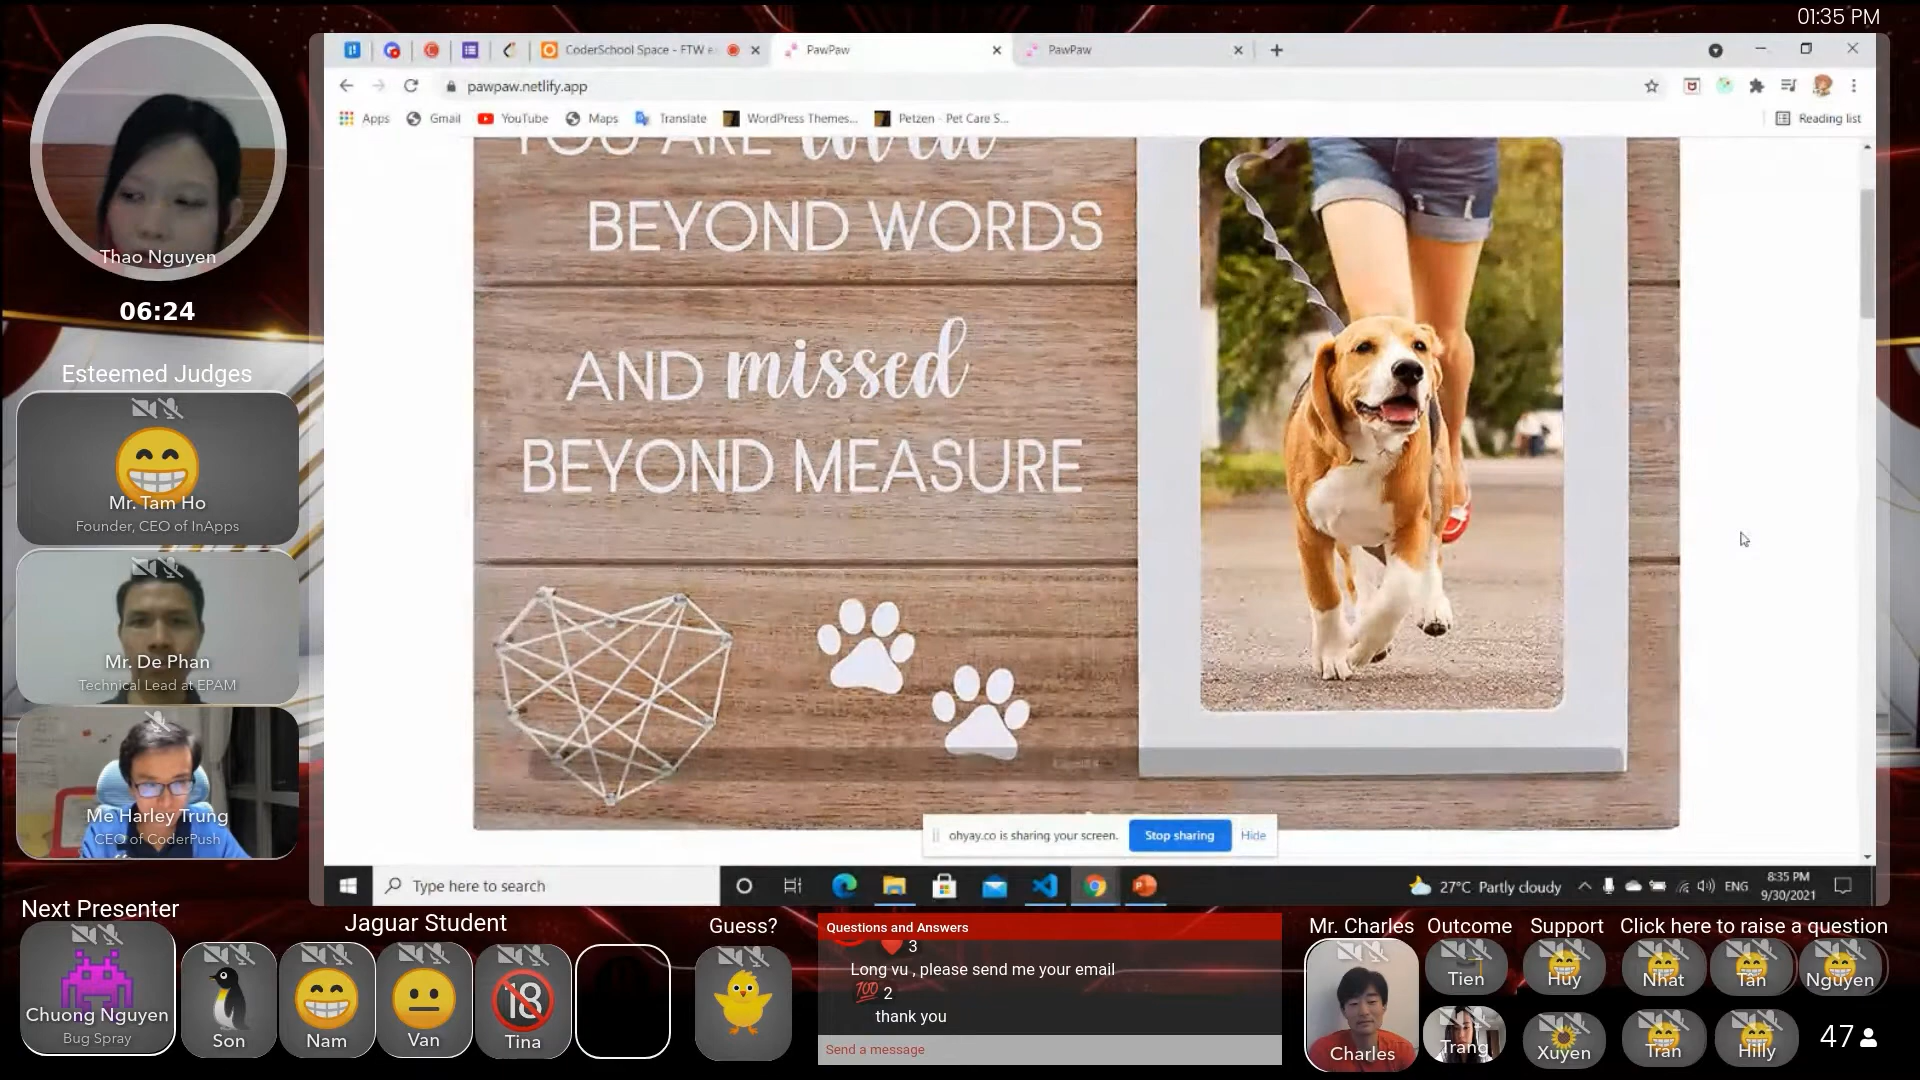 01:35 PM
CoderSchool Space - FTW
PawPaw
PawPaw
pawpaw.netlify.app
Apps
Gmail
YouTube
Maps
Translate
WordPress Themes...
Petzen - Pet Care S...
Reading list
Thao Nguyen
06:24
Esteemed Judges
Mr. Tam Ho
Founder, CEO of InApps
Mr. De Phan
Technical Lead at EPAM
Me Harley Trung
CEO of CoderPush
YOU ARE loved
BEYOND WORDS
AND missed
BEYOND MEASURE
ohyay.co is sharing your screen.
Stop sharing
Hide
Type here to search
27°C Partly cloudy
ENG
8:35 PM
9/30/2021
Next Presenter
Chuong Nguyen
Bug Spray
Jaguar Student
Son
Nam
Van
18
Tina
Guess?
Questions and Answers
3
Long vu , please send me your email
100 2
thank you
Send a message
Mr. Charles
Charles
Outcome
Tien
Trang
Support
Huy
Xuyen
Click here to raise a question
Nhat
Tan
Nguyen
Tran
Hilly
47